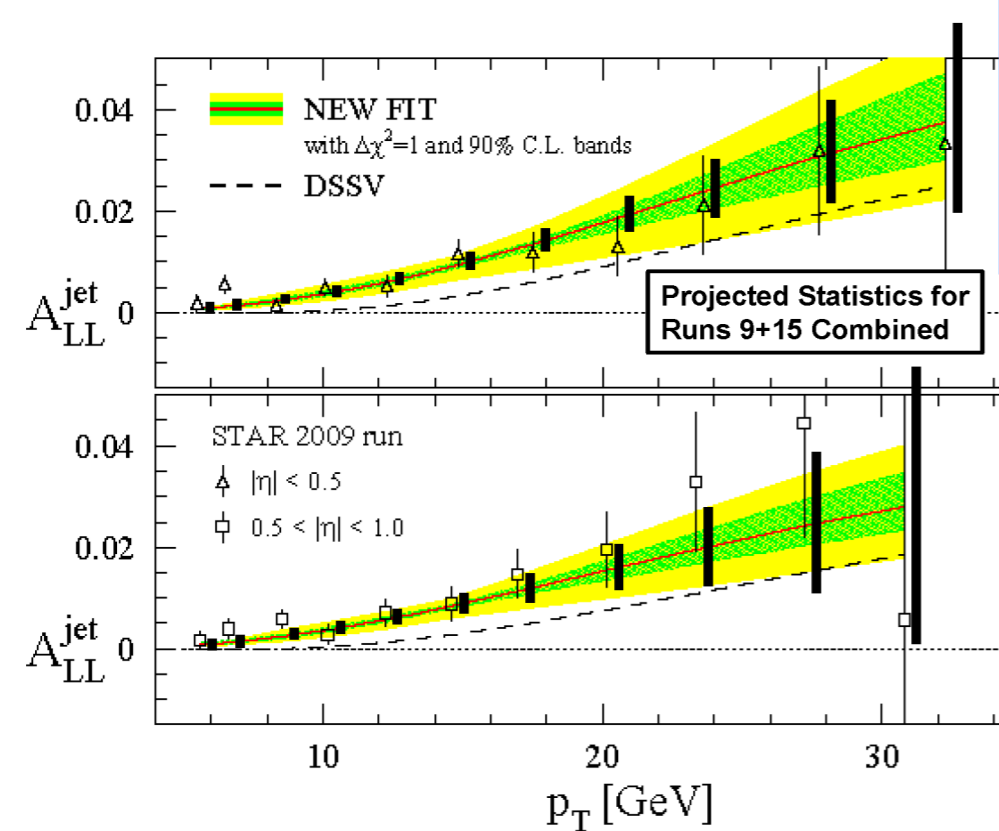 0.04
0.02
0
A_LL^jet
NEW FIT
with Δχ²=1 and 90% C.L. bands
DSSV
Projected Statistics for
Runs 9+15 Combined
0.04
0.02
0
A_LL^jet
STAR 2009 run
|η| < 0.5
0.5 < |η| < 1.0
10 20 30
p_T [GeV]